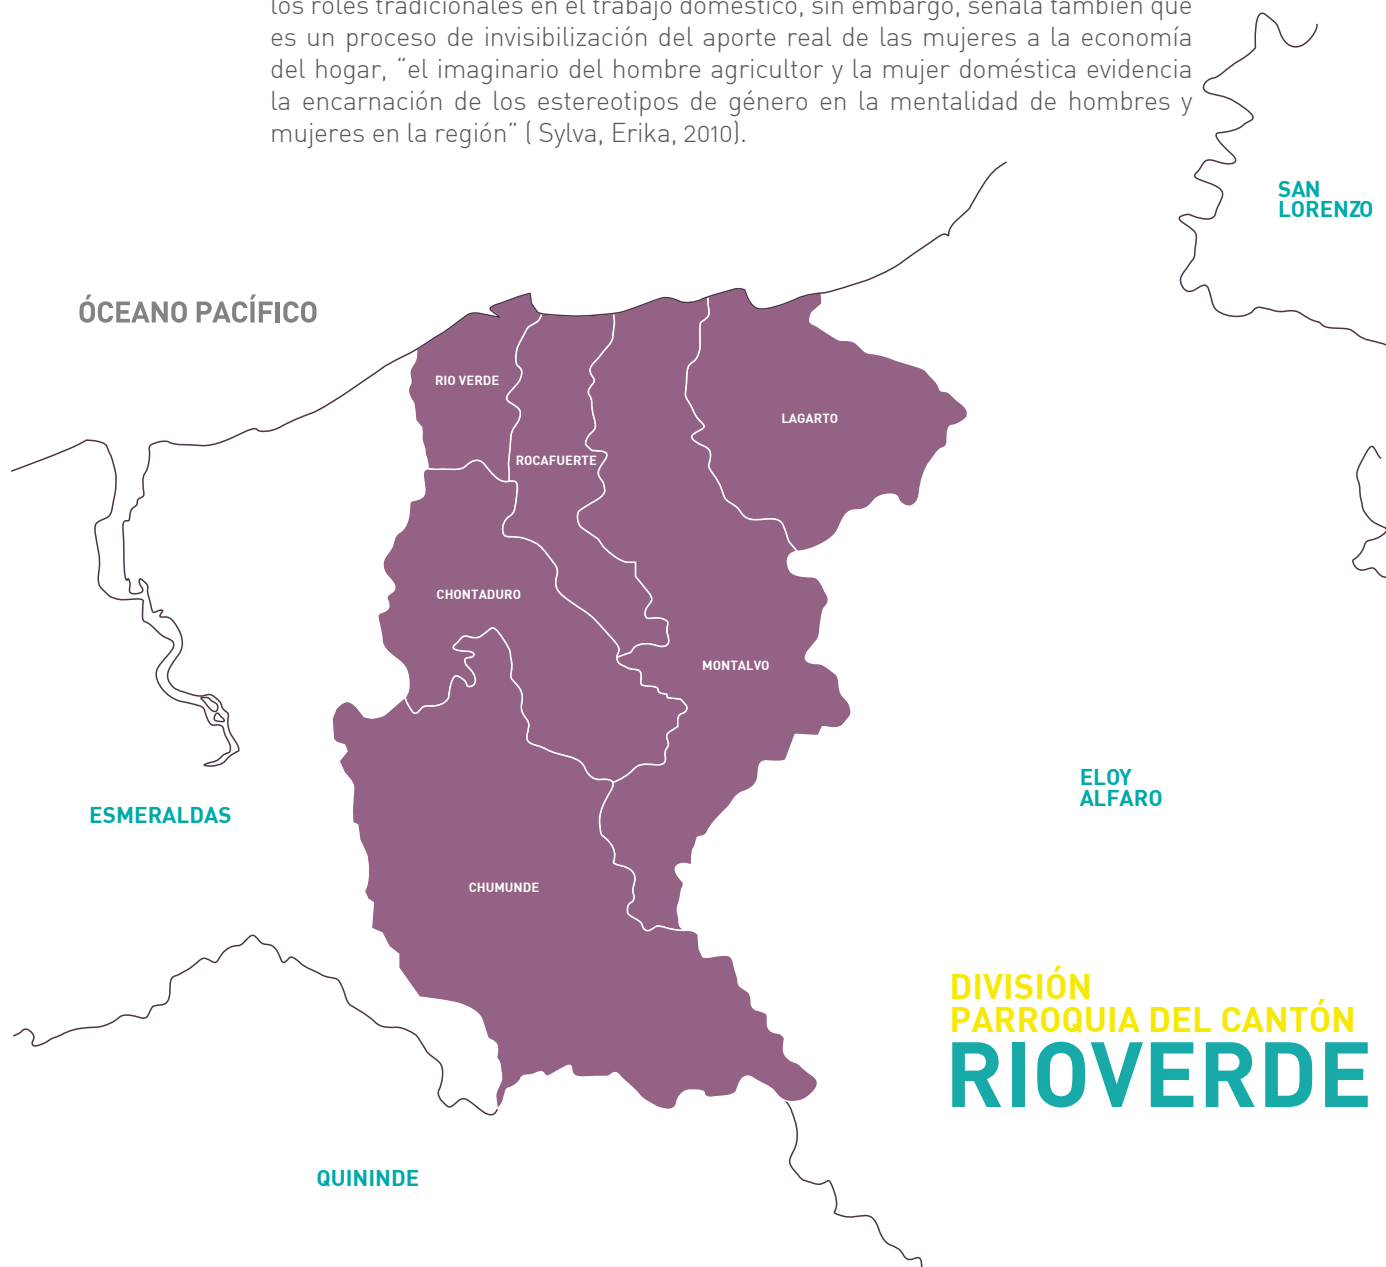 los roles tradicionales en el trabajo doméstico, sin embargo, señala también que
es un proceso de invisibilización del aporte real de las mujeres a la economía
del hogar, “el imaginario del hombre agricultor y la mujer doméstica evidencia
la encarnación de los estereotipos de género en la mentalidad de hombres y
mujeres en la región” ( Sylva, Erika, 2010).
SAN
LORENZO
ÓCEANO PACÍFICO
RIO VERDE
LAGARTO
ROCAFUERTE
CHONTADURO
MONTALVO
ELOY
ALFARO
ESMERALDAS
CHUMUNDE
DIVISIÓN
PARROQUIA DEL CANTÓN
RIOVERDE
QUININDE